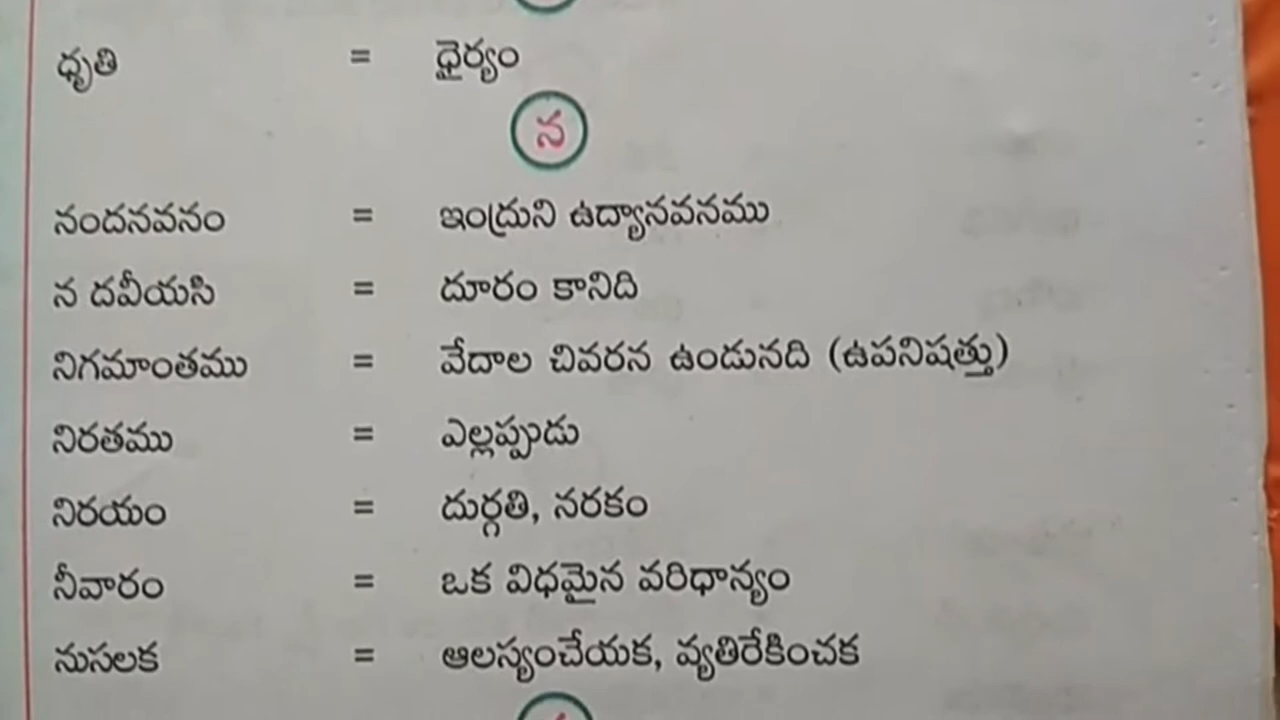 ధృతి = ధైర్యం
న
నందనవనం = ఇంద్రుని ఉద్యానవనము
న దవీయసి = దూరం కానిది
నిగమాంతము = వేదాల చివరన ఉండునది (ఉపనిషత్తు)
నిరతము = ఎల్లప్పుడు
నిరయం = దుర్గతి, నరకం
నీవారం = ఒక విధమైన వరిధాన్యం
నుసలక = ఆలస్యంచేయక, వ్యతిరేకించక